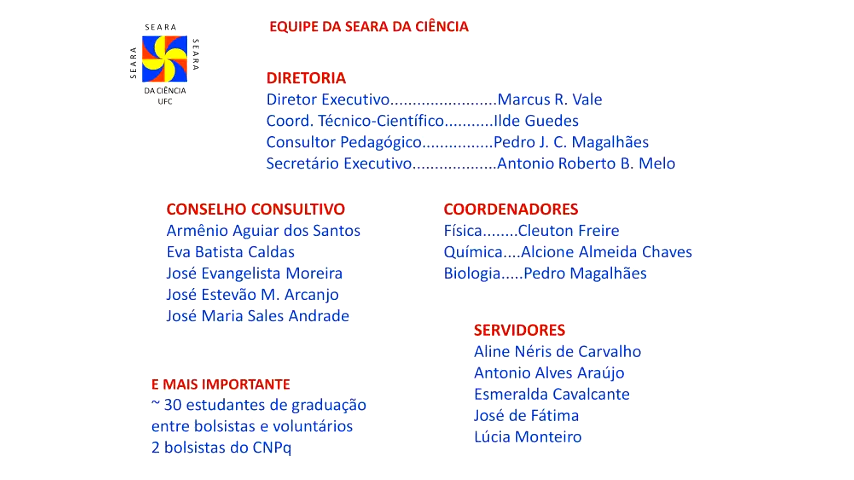 SEARA
SEARA
SEARA
DA CIÊNCIA
UFC
EQUIPE DA SEARA DA CIÊNCIA
DIRETORIA
Diretor Executivo........................Marcus R. Vale
Coord. Técnico-Científico...........Ilde Guedes
Consultor Pedagógico................Pedro J. C. Magalhães
Secretário Executivo...................Antonio Roberto B. Melo
CONSELHO CONSULTIVO
Armênio Aguiar dos Santos
Eva Batista Caldas
José Evangelista Moreira
José Estevão M. Arcanjo
José Maria Sales Andrade
COORDENADORES
Física........Cleuton Freire
Química....Alcione Almeida Chaves
Biologia.....Pedro Magalhães
SERVIDORES
Aline Néris de Carvalho
Antonio Alves Araújo
Esmeralda Cavalcante
José de Fátima
Lúcia Monteiro
E MAIS IMPORTANTE
~ 30 estudantes de graduação
entre bolsistas e voluntários
2 bolsistas do CNPq